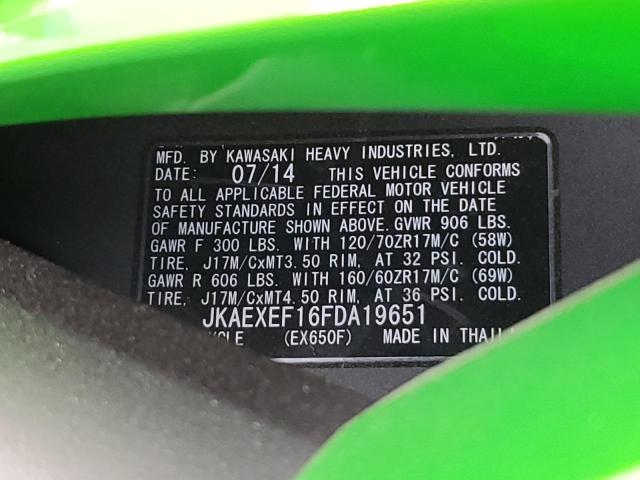 MFD. BY KAWASAKI HEAVY INDUSTRIES, LTD.
DATE: 07/14 THIS VEHICLE CONFORMS
TO ALL APPLICABLE FEDERAL MOTOR VEHICLE
SAFETY STANDARDS IN EFFECT ON THE DATE
OF MANUFACTURE SHOWN ABOVE. GVWR 906 LBS.
GAWR F 300 LBS. WITH 120/70ZR17M/C (58W)
TIRE, J17M/CxMT3.50 RIM, AT 32 PSI COLD.
GAWR R 606 LBS. WITH 160/60ZR17M/C (69W)
TIRE, J17M/CxMT4.50 RIM, AT 36 PSI COLD.
JKAEXEF16FDA19651
(EX650F) MADE IN